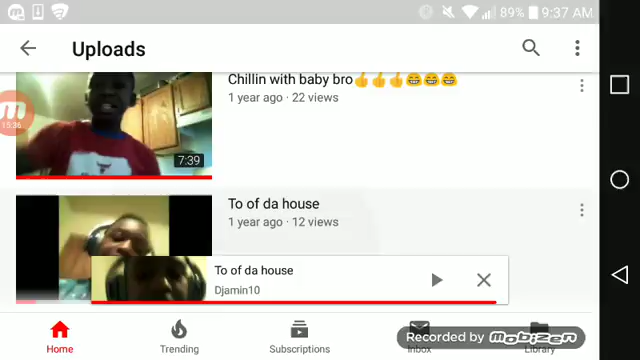 89% 9:37 AM
Uploads
Chillin with baby bro👍👍👍😂😂😂
1 year ago · 22 views
15:36
7:39
To of da house
1 year ago · 12 views
To of da house
Djamin10
Home
Trending
Subscriptions
Inbox
Library
Recorded by mobizen